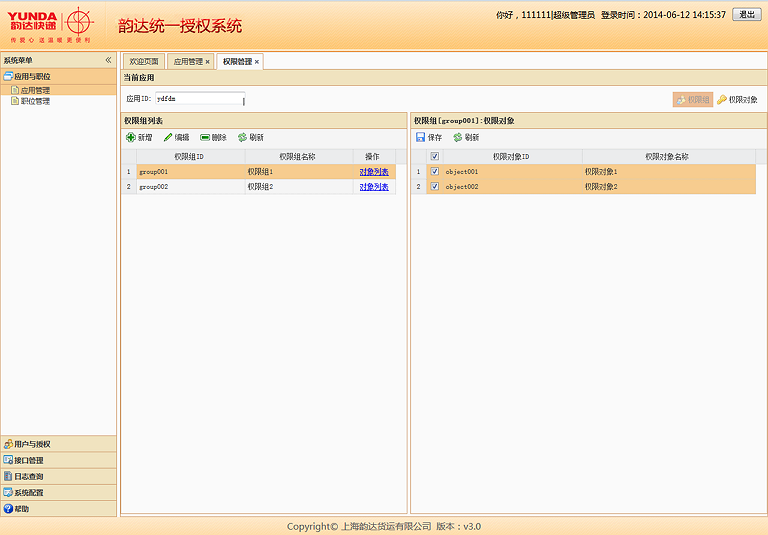 YUNDA
韵达快递
传爱心送温暖更便利
韵达统一授权系统
你好，111111|超级管理员 登录时间：2014-06-12 14:15:37 退出
系统菜单
应用与职位
应用管理
职位管理
用户与授权
接口管理
日志查询
系统配置
帮助
欢迎页面 应用管理 权限管理
当前应用
应用ID: ydfdm
权限组 权限对象
权限组列表
新增 编辑 删除 刷新
权限组ID 权限组名称 操作
1 group001 权限组1 对象列表
2 group002 权限组2 对象列表
权限组[group001]:权限对象
保存 刷新
权限对象ID 权限对象名称
1 object001 权限对象1
2 object002 权限对象2
Copyright© 上海韵达货运有限公司 版本：v3.0